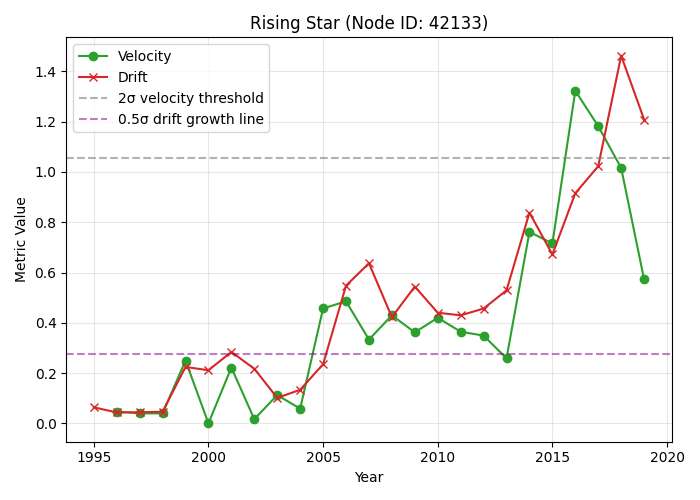 Rising Star (Node ID: 42133)
Velocity
Drift
2σ velocity threshold
0.5σ drift growth line
Metric Value
1.4
1.2
1.0
0.8
0.6
0.4
0.2
0.0
1995 2000 2005 2010 2015 2020
Year